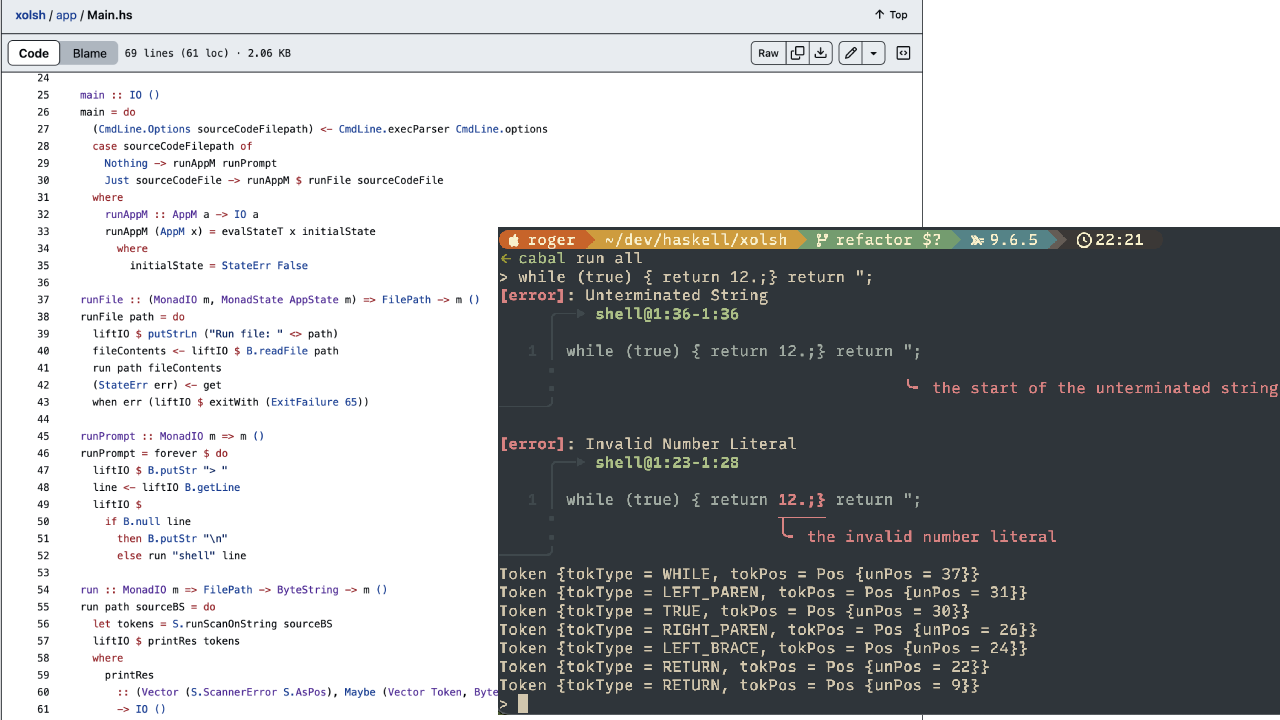 xolsh / app / Main.hs
Top
Code Blame 69 lines (61 loc) · 2.06 KB Raw
24
25 main :: IO ()
26 main = do
27 (CmdLine.Options sourceCodeFilepath) <- CmdLine.execParser CmdLine.options
28 case sourceCodeFilepath of
29 Nothing -> runAppM runPrompt
30 Just sourceCodeFile -> runAppM $ runFile sourceCodeFile
31 where
32 runAppM :: AppM a -> IO a
33 runAppM (AppM x) = evalStateT x initialState
34 where
35 initialState = StateErr False
36
37 runFile :: (MonadIO m, MonadState AppState m) => FilePath -> m ()
38 runFile path = do
39 liftIO $ putStrLn ("Run file: " <> path)
40 fileContents <- liftIO $ B.readFile path
41 run path fileContents
42 (StateErr err) <- get
43 when err (liftIO $ exitWith (ExitFailure 65))
44
45 runPrompt :: MonadIO m => m ()
46 runPrompt = forever $ do
47 liftIO $ B.putStr "> "
48 line <- liftIO B.getLine
49 liftIO $
50 if B.null line
51 then B.putStr "\n"
52 else run "shell" line
53
54 run :: MonadIO m => FilePath -> ByteString -> m ()
55 run path sourceBS = do
56 let tokens = S.runScanOnString sourceBS
57 liftIO $ printRes tokens
58 where
59 printRes
60 :: (Vector (S.ScannerError S.AsPos), Maybe (Vector Token, Byte
61 -> IO ()
roger ~/dev/haskell/xolsh refactor $? 9.6.5 22:21
← cabal run all
> while (true) { return 12.;} return ";
[error]: Unterminated String
shell@1:36-1:36
1 while (true) { return 12.;} return ";
the start of the unterminated string
[error]: Invalid Number Literal
shell@1:23-1:28
1 while (true) { return 12.;} return ";
the invalid number literal
Token {tokType = WHILE, tokPos = Pos {unPos = 37}}
Token {tokType = LEFT_PAREN, tokPos = Pos {unPos = 31}}
Token {tokType = TRUE, tokPos = Pos {unPos = 30}}
Token {tokType = RIGHT_PAREN, tokPos = Pos {unPos = 26}}
Token {tokType = LEFT_BRACE, tokPos = Pos {unPos = 24}}
Token {tokType = RETURN, tokPos = Pos {unPos = 22}}
Token {tokType = RETURN, tokPos = Pos {unPos = 9}}
>